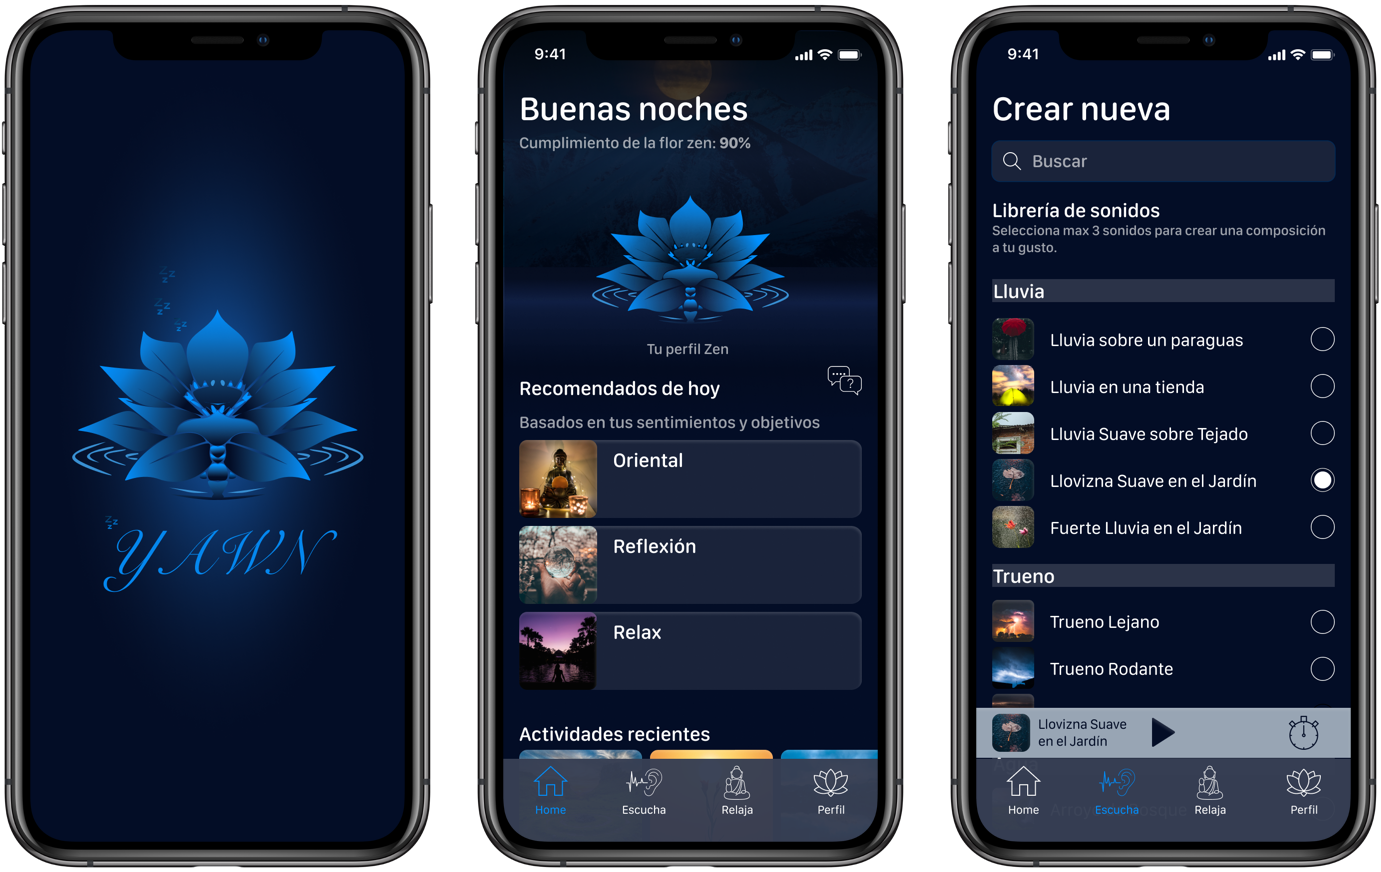 zz
zz
zz
zz
YAWN
9:41
Buenas noches
Cumplimiento de la flor zen: 90%
Tu perfil Zen
Recomendados de hoy
?
Basados en tus sentimientos y objetivos
Oriental
Reflexión
Relax
Actividades recientes
Home
Escucha
Relaja
Perfil
9:41
Crear nueva
Buscar
Librería de sonidos
Selecciona max 3 sonidos para crear una composición
a tu gusto.
Lluvia
Lluvia sobre un paraguas
Lluvia en una tienda
Lluvia Suave sobre Tejado
Llovizna Suave en el Jardín
Fuerte Lluvia en el Jardín
Trueno
Trueno Lejano
Trueno Rodante
Llovizna Suave
en el Jardín
Home
Escucha
Relaja
Perfil